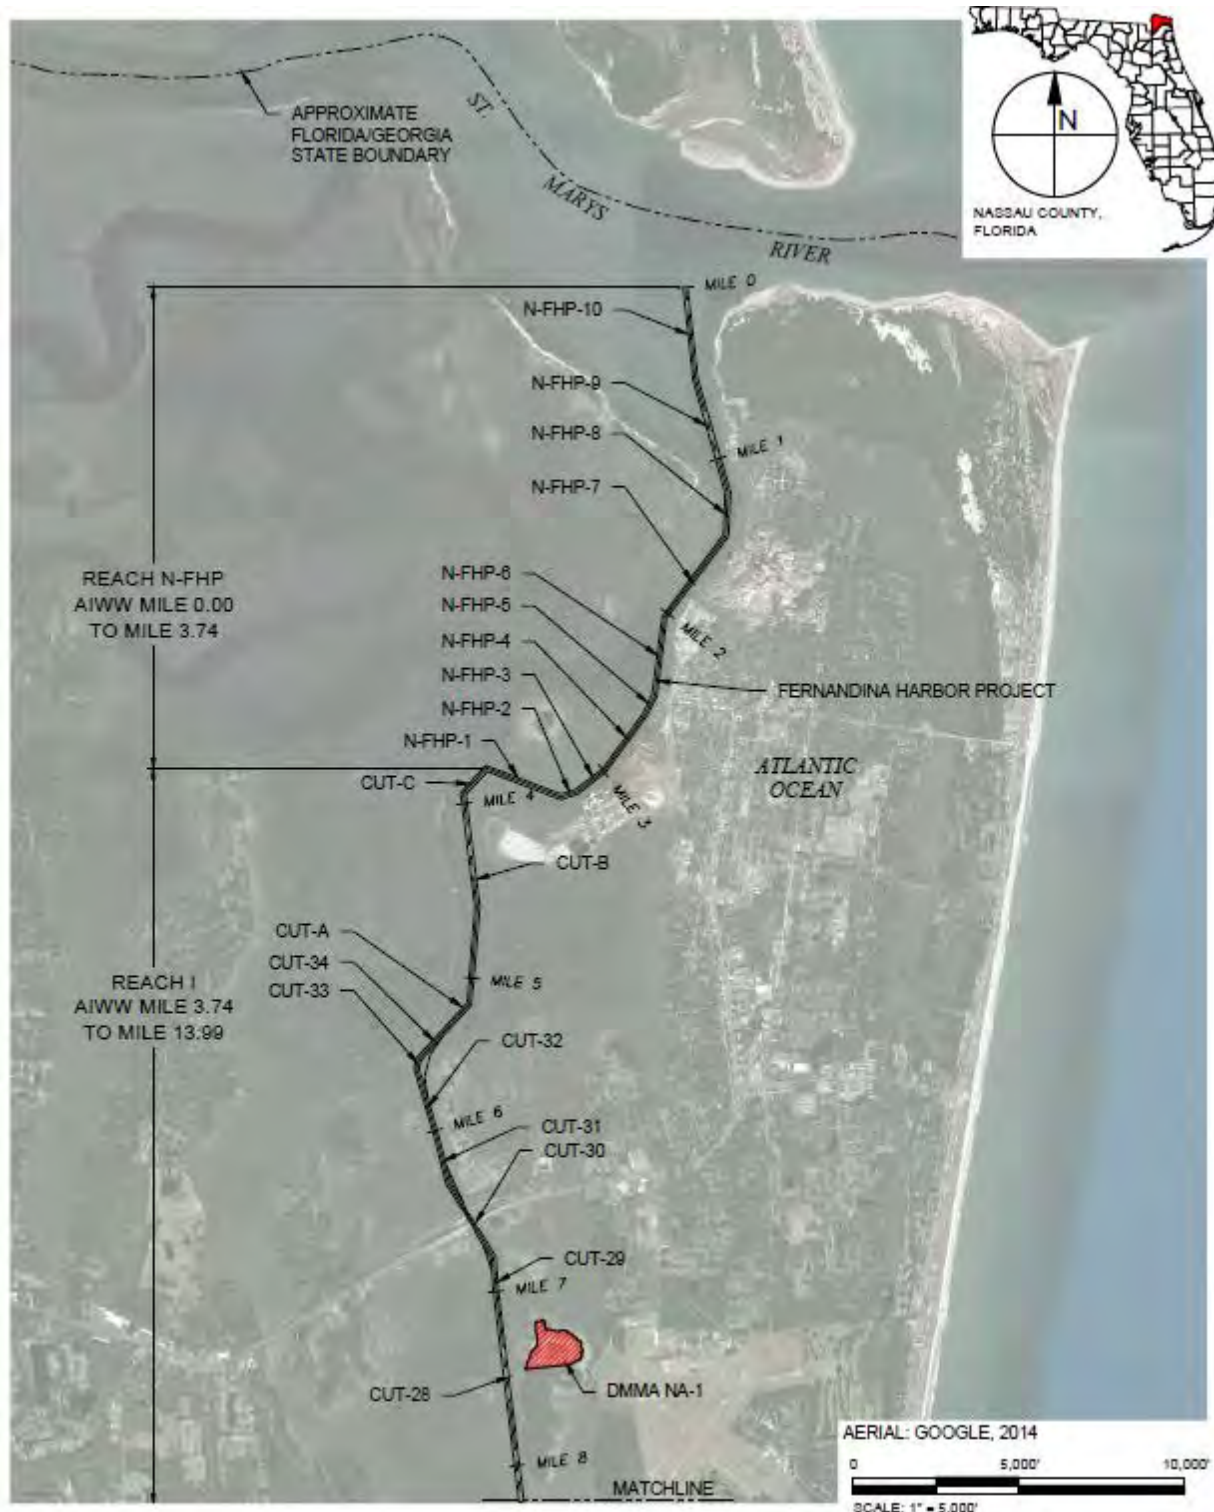 APPROXIMATE
FLORIDA/GEORGIA
STATE BOUNDARY
ST.
MARYS
RIVER
N
NASSAU COUNTY,
FLORIDA
MILE 0
N-FHP-10
N-FHP-9
N-FHP-8
MILE 1
N-FHP-7
REACH N-FHP
AIWW MILE 0.00
TO MILE 3.74
N-FHP-6
N-FHP-5
MILE 2
N-FHP-4
N-FHP-3
FERNANDINA HARBOR PROJECT
N-FHP-2
N-FHP-1
ATLANTIC
OCEAN
CUT-C
MILE 4
MILE 3
CUT-B
CUT-A
CUT-34
CUT-33
MILE 5
REACH I
AIWW MILE 3.74
TO MILE 13.99
CUT-32
MILE 6
CUT-31
CUT-30
CUT-29
MILE 7
CUT-28
DMMA NA-1
MILE 8
MATCHLINE
AERIAL: GOOGLE, 2014
0 5,000' 10,000'
SCALE: 1" = 5,000'